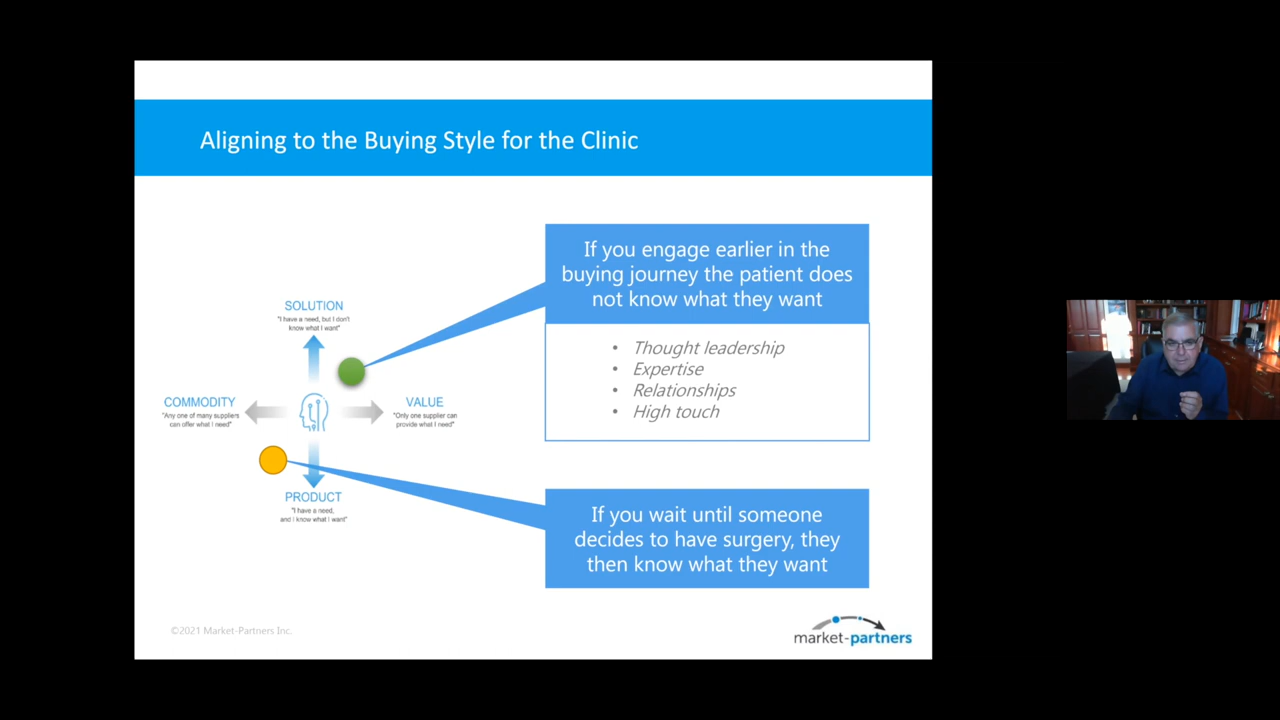 Aligning to the Buying Style for the Clinic
If you engage earlier in the
buying journey the patient does
not know what they want
• Thought leadership
• Expertise
• Relationships
• High touch
SOLUTION
"I have a need, but I don't
know what I want"
COMMODITY
"Any one of many suppliers
can offer what I need"
VALUE
"Only one supplier can
provide what I need"
PRODUCT
"I have a need,
and I know what I want"
If you wait until someone
decides to have surgery, they
then know what they want
©2021 Market-Partners Inc.
market-partners